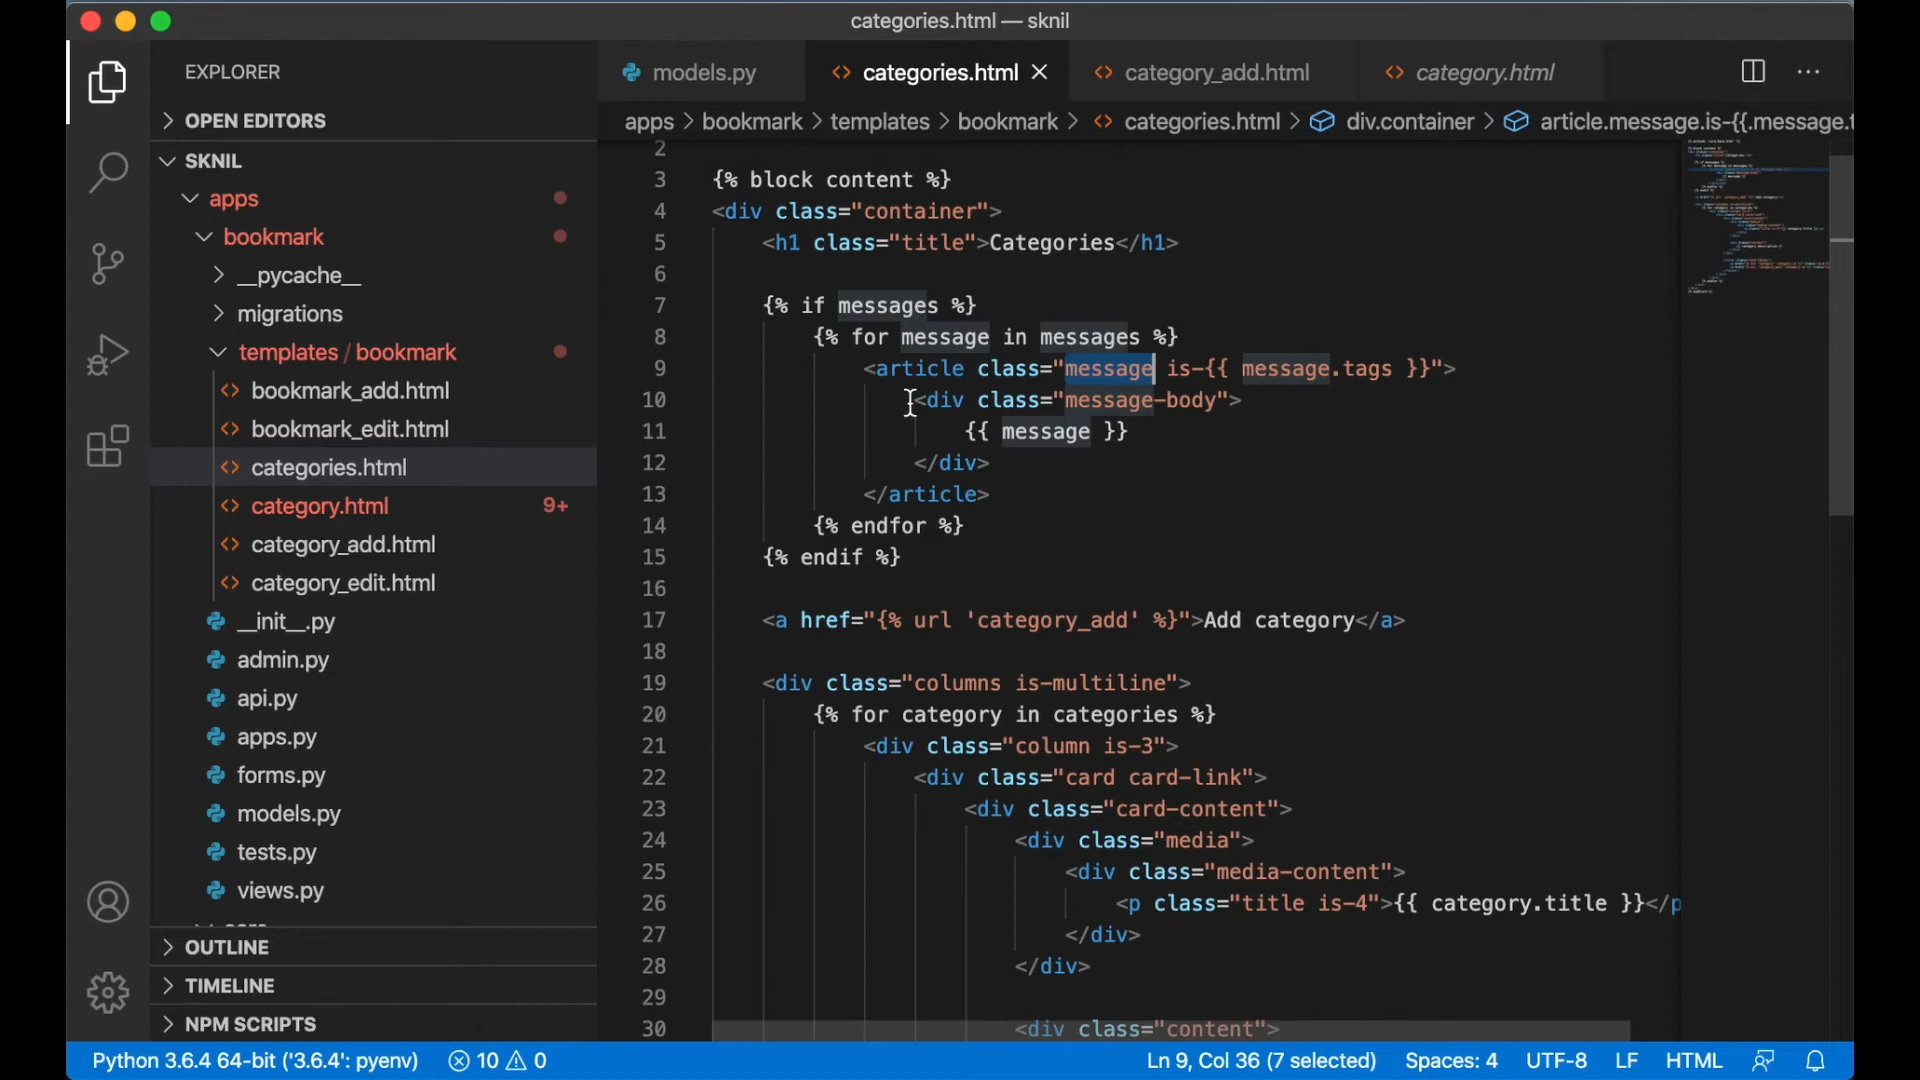 categories.html — sknil
EXPLORER
OPEN EDITORS
SKNIL
apps
bookmark
__pycache__
migrations
templates / bookmark
bookmark_add.html
bookmark_edit.html
categories.html
category.html 9+
category_add.html
category_edit.html
__init__.py
admin.py
api.py
apps.py
forms.py
models.py
tests.py
views.py
OUTLINE
TIMELINE
NPM SCRIPTS
models.py categories.html category_add.html category.html
apps > bookmark > templates > bookmark > categories.html > div.container > article.message.is-{{.message.t
2
3 {% block content %}
4 <div class="container">
5 <h1 class="title">Categories</h1>
6
7 {% if messages %}
8 {% for message in messages %}
9 <article class="message is-{{ message.tags }}">
10 <div class="message-body">
11 {{ message }}
12 </div>
13 </article>
14 {% endfor %}
15 {% endif %}
16
17 <a href="{% url 'category_add' %}">Add category</a>
18
19 <div class="columns is-multiline">
20 {% for category in categories %}
21 <div class="column is-3">
22 <div class="card card-link">
23 <div class="card-content">
24 <div class="media">
25 <div class="media-content">
26 <p class="title is-4">{{ category.title }}</p
27 </div>
28 </div>
29
30 <div class="content">
Python 3.6.4 64-bit ('3.6.4': pyenv) 10 0 Ln 9, Col 36 (7 selected) Spaces: 4 UTF-8 LF HTML